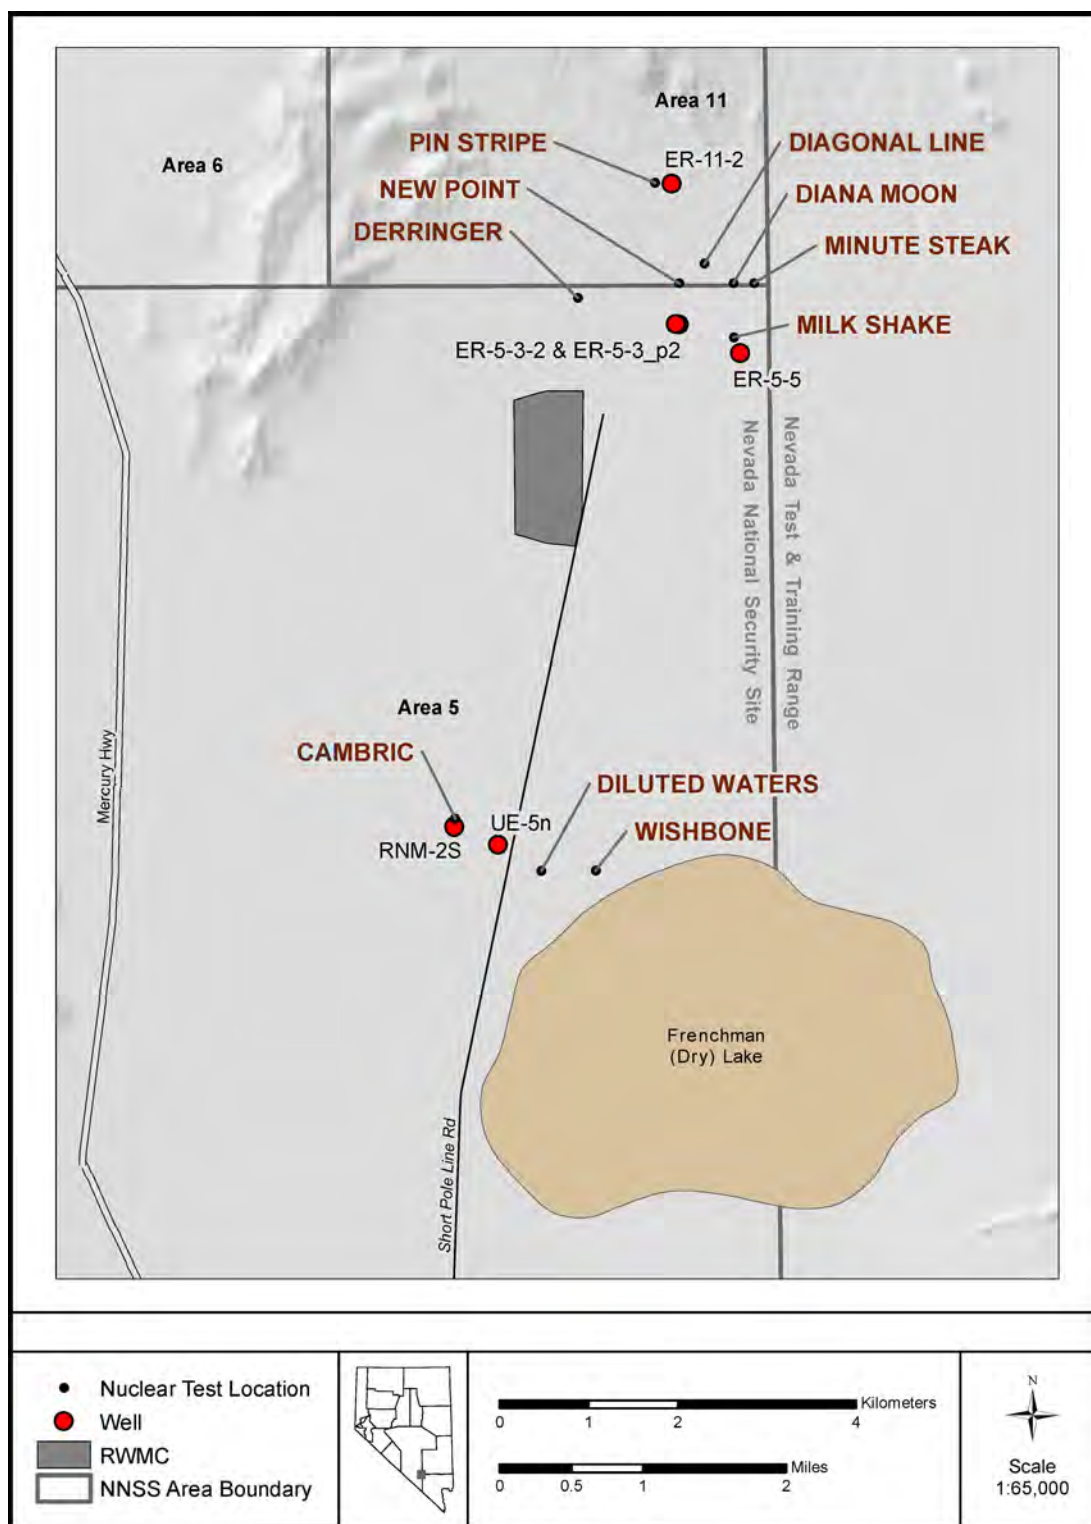 Area 11
Area 6
PIN STRIPE
DIAGONAL LINE
ER-11-2
NEW POINT
DIANA MOON
DERRINGER
MINUTE STEAK
MILK SHAKE
ER-5-3-2 & ER-5-3_p2
ER-5-5
Nevada National Security Site
Nevada Test & Training Range
Mercury Hwy
Area 5
CAMBRIC
DILUTED WATERS
UE-5n
WISHBONE
RNM-2S
Frenchman
(Dry) Lake
Short Pole Line Rd
Nuclear Test Location
Well
RWMC
NNSS Area Boundary
Kilometers
0 1 2 4
Miles
0 0.5 1 2
N
Scale
1:65,000